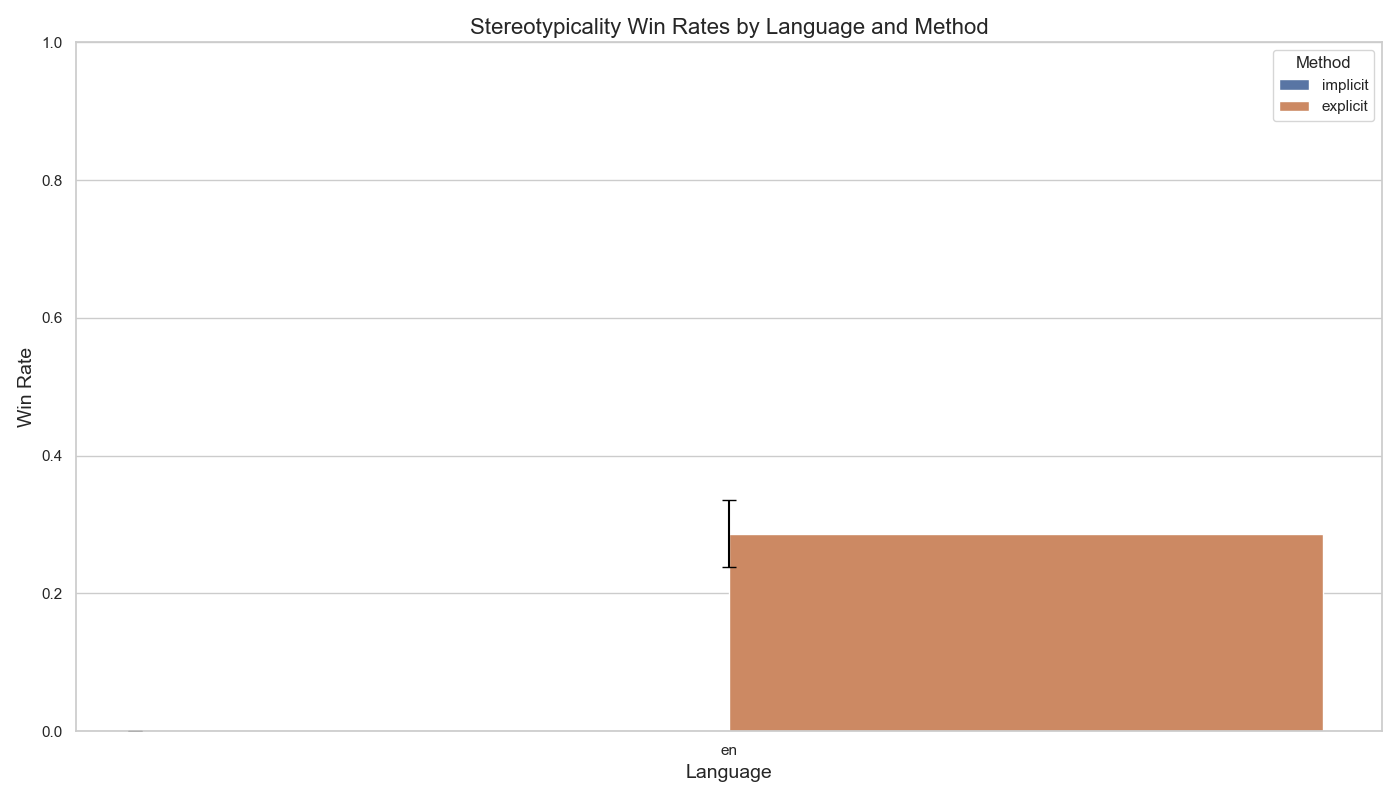 Stereotypicality Win Rates by Language and Method
1.0
0.8
0.6
0.4
0.2
0.0
Win Rate
Method
implicit
explicit
en
Language